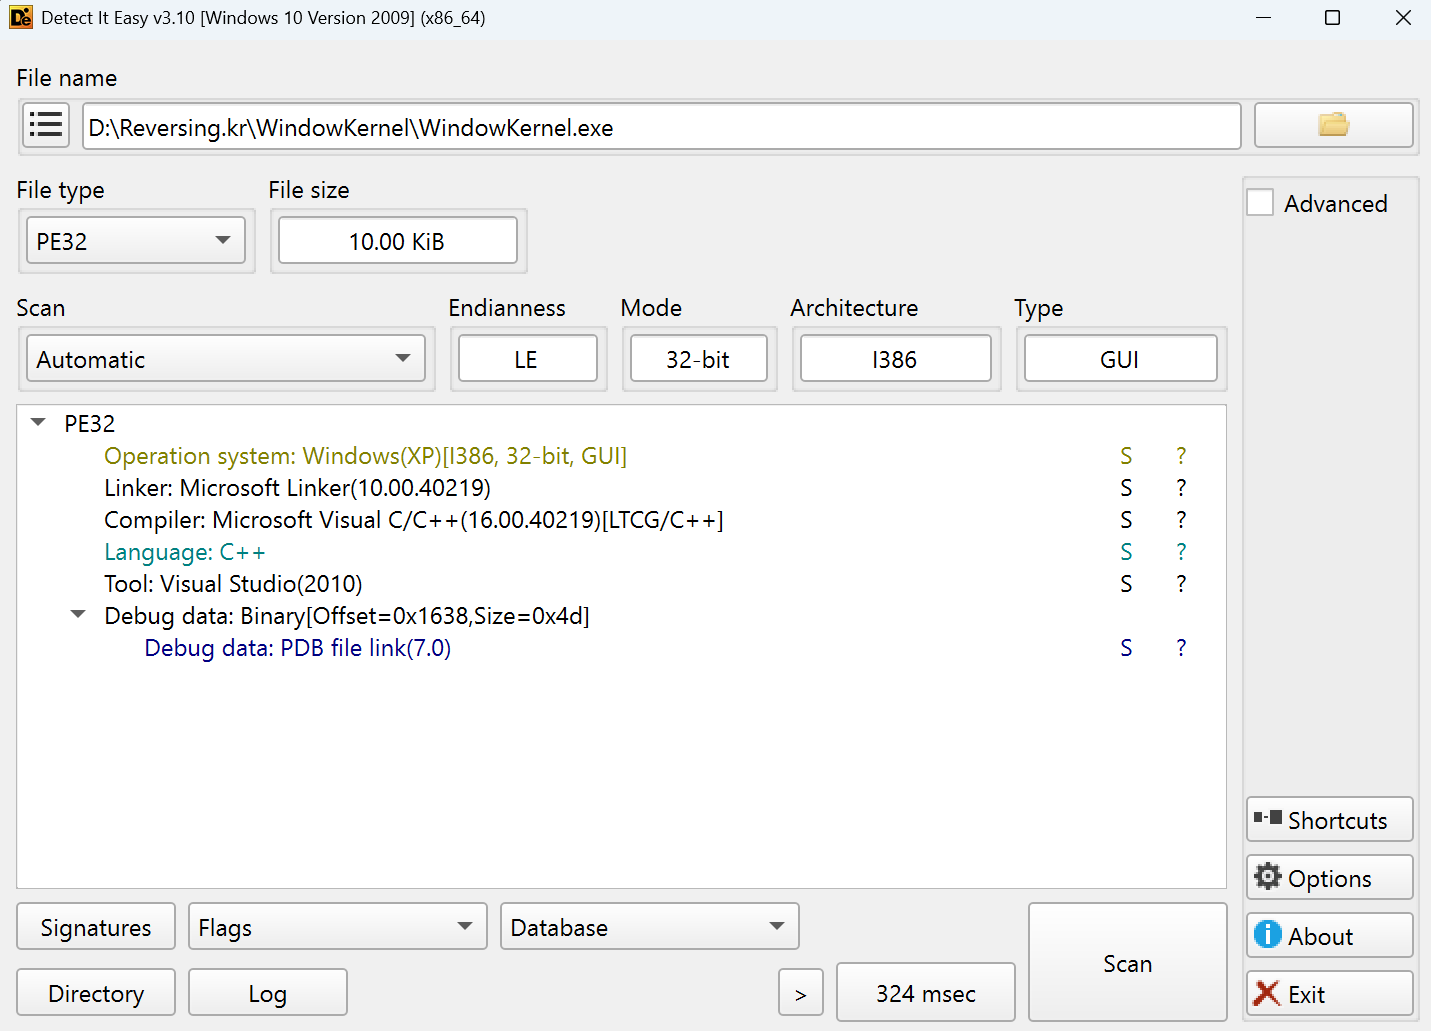 Detect It Easy v3.10 [Windows 10 Version 2009] (x86_64)
File name
D:\Reversing.kr\WindowKernel\WindowKernel.exe
File type File size
PE32 10.00 KiB
Advanced
Scan Endianness Mode Architecture Type
Automatic LE 32-bit I386 GUI
PE32
Operation system: Windows(XP)[I386, 32-bit, GUI] S ?
Linker: Microsoft Linker(10.00.40219) S ?
Compiler: Microsoft Visual C/C++(16.00.40219)[LTCG/C++] S ?
Language: C++ S ?
Tool: Visual Studio(2010) S ?
Debug data: Binary[Offset=0x1638,Size=0x4d]
Debug data: PDB file link(7.0) S ?
Shortcuts
Options
About
Exit
Signatures Flags Database
Scan
Directory Log > 324 msec